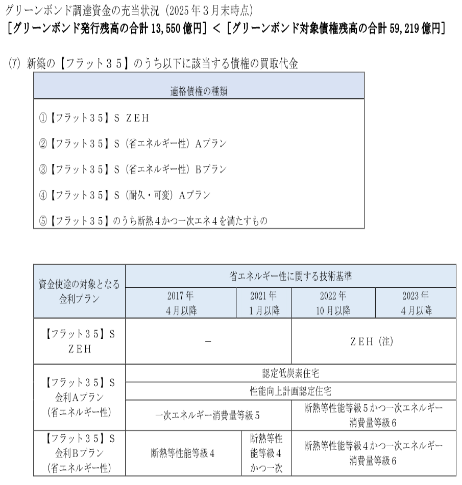 グリーンボンド調達資金の充当状況（2025年3月末時点）
［グリーンボンド発行残高の合計13,550億円］＜［グリーンボンド対象債権残高の合計59,219億円］
(ｱ) 新築の【フラット３５】のうち以下に該当する債権の買取代金
適格債権の種類
①【フラット３５】Ｓ ＺＥＨ
②【フラット３５】Ｓ（省エネルギー性）Ａプラン
③【フラット３５】Ｓ（省エネルギー性）Ｂプラン
④【フラット３５】Ｓ（耐久・可変）Ａプラン
⑤【フラット３５】のうち断熱４かつ一次エネ４を満たすもの
資金使途の対象となる
金利プラン
省エネルギー性に関する技術基準
2017年
4月以降
2021年
1月以降
2022年
10月以降
2023年
4月以降
【フラット３５】Ｓ
ＺＥＨ
－
ＺＥＨ（注）
【フラット３５】Ｓ
金利Ａプラン
（省エネルギー性）
認定低炭素住宅
性能向上計画認定住宅
一次エネルギー消費量等級５
断熱等性能等級５かつ一次エネルギー
消費量等級６
【フラット３５】Ｓ
金利Ｂプラン
（省エネルギー性）
断熱等性能等級４
断熱等性
能等級４
かつ一次
断熱等性能等級４かつ一次エネルギー
消費量等級６